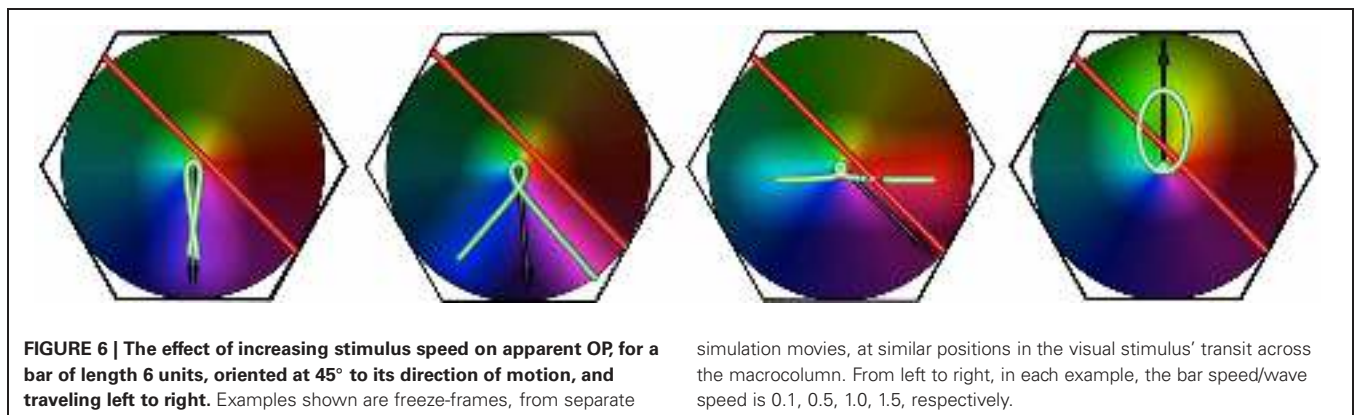 FIGURE 6 | The effect of increasing stimulus speed on apparent OP, for a
bar of length 6 units, oriented at 45° to its direction of motion, and
traveling left to right. Examples shown are freeze-frames, from separate
simulation movies, at similar positions in the visual stimulus' transit across
the macrocolumn. From left to right, in each example, the bar speed/wave
speed is 0.1, 0.5, 1.0, 1.5, respectively.